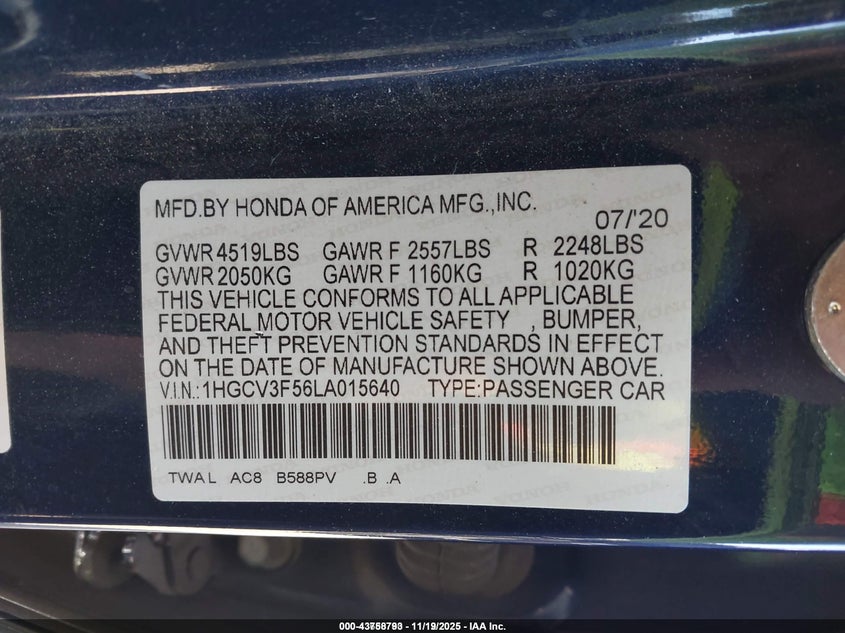 MFD.BY HONDA OF AMERICA MFG.,INC.
07/'20
GVWR 4519LBS GAWR F 2557LBS R 2248LBS
GVWR 2050KG GAWR F 1160KG R 1020KG
THIS VEHICLE CONFORMS TO ALL APPLICABLE
FEDERAL MOTOR VEHICLE SAFETY , BUMPER,
AND THEFT PREVENTION STANDARDS IN EFFECT
ON THE DATE OF MANUFACTURE SHOWN ABOVE.
V.I.N.:1HGCV3F56LA015640 TYPE:PASSENGER CAR
TWAL AC8 B588PV .B .A
11/19/2025 - IAA Inc.